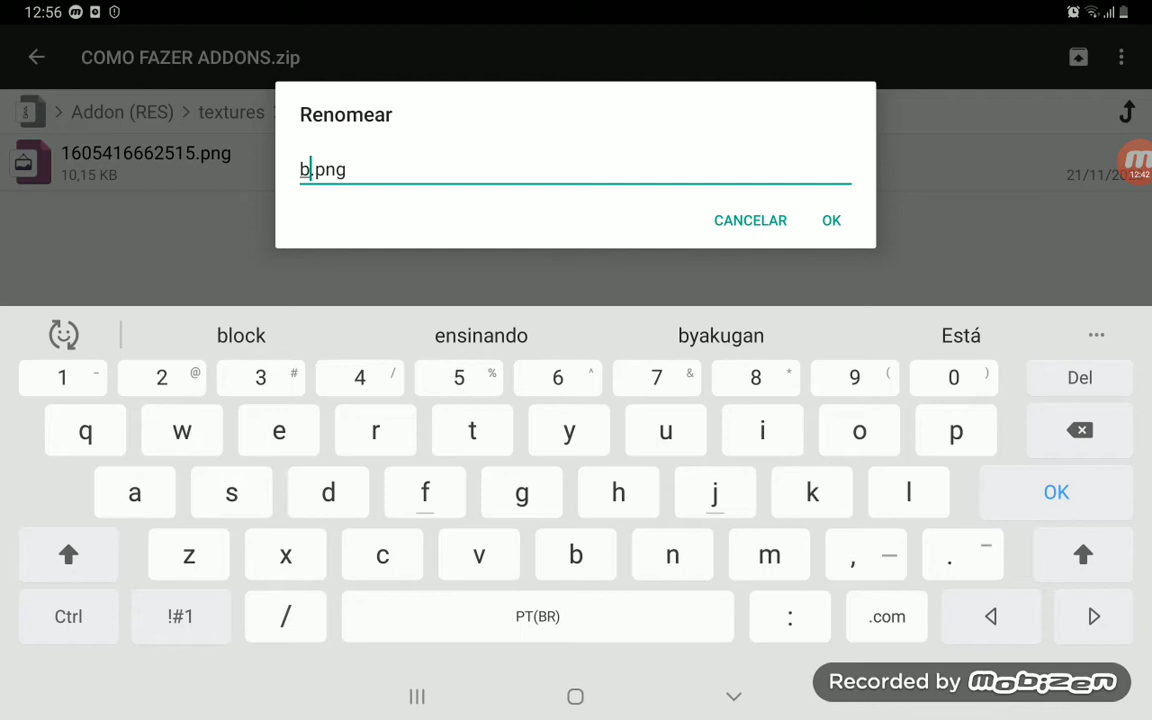 12:56
COMO FAZER ADDONS.zip
> Addon (RES) > textures
1605416662515.png
10,15 KB
21/11/20
12:42
Renomear
b.png
CANCELAR OK
block ensinando byakugan Está ...
1 - 2 @ 3 # 4 / 5 % 6 ^ 7 & 8 * 9 ( 0 ) Del
q w e r t y u i o p
a s d f g h j k l OK
z x c v b n m , — . –
Ctrl !#1 / PT(BR) : .com
Recorded by mobizen